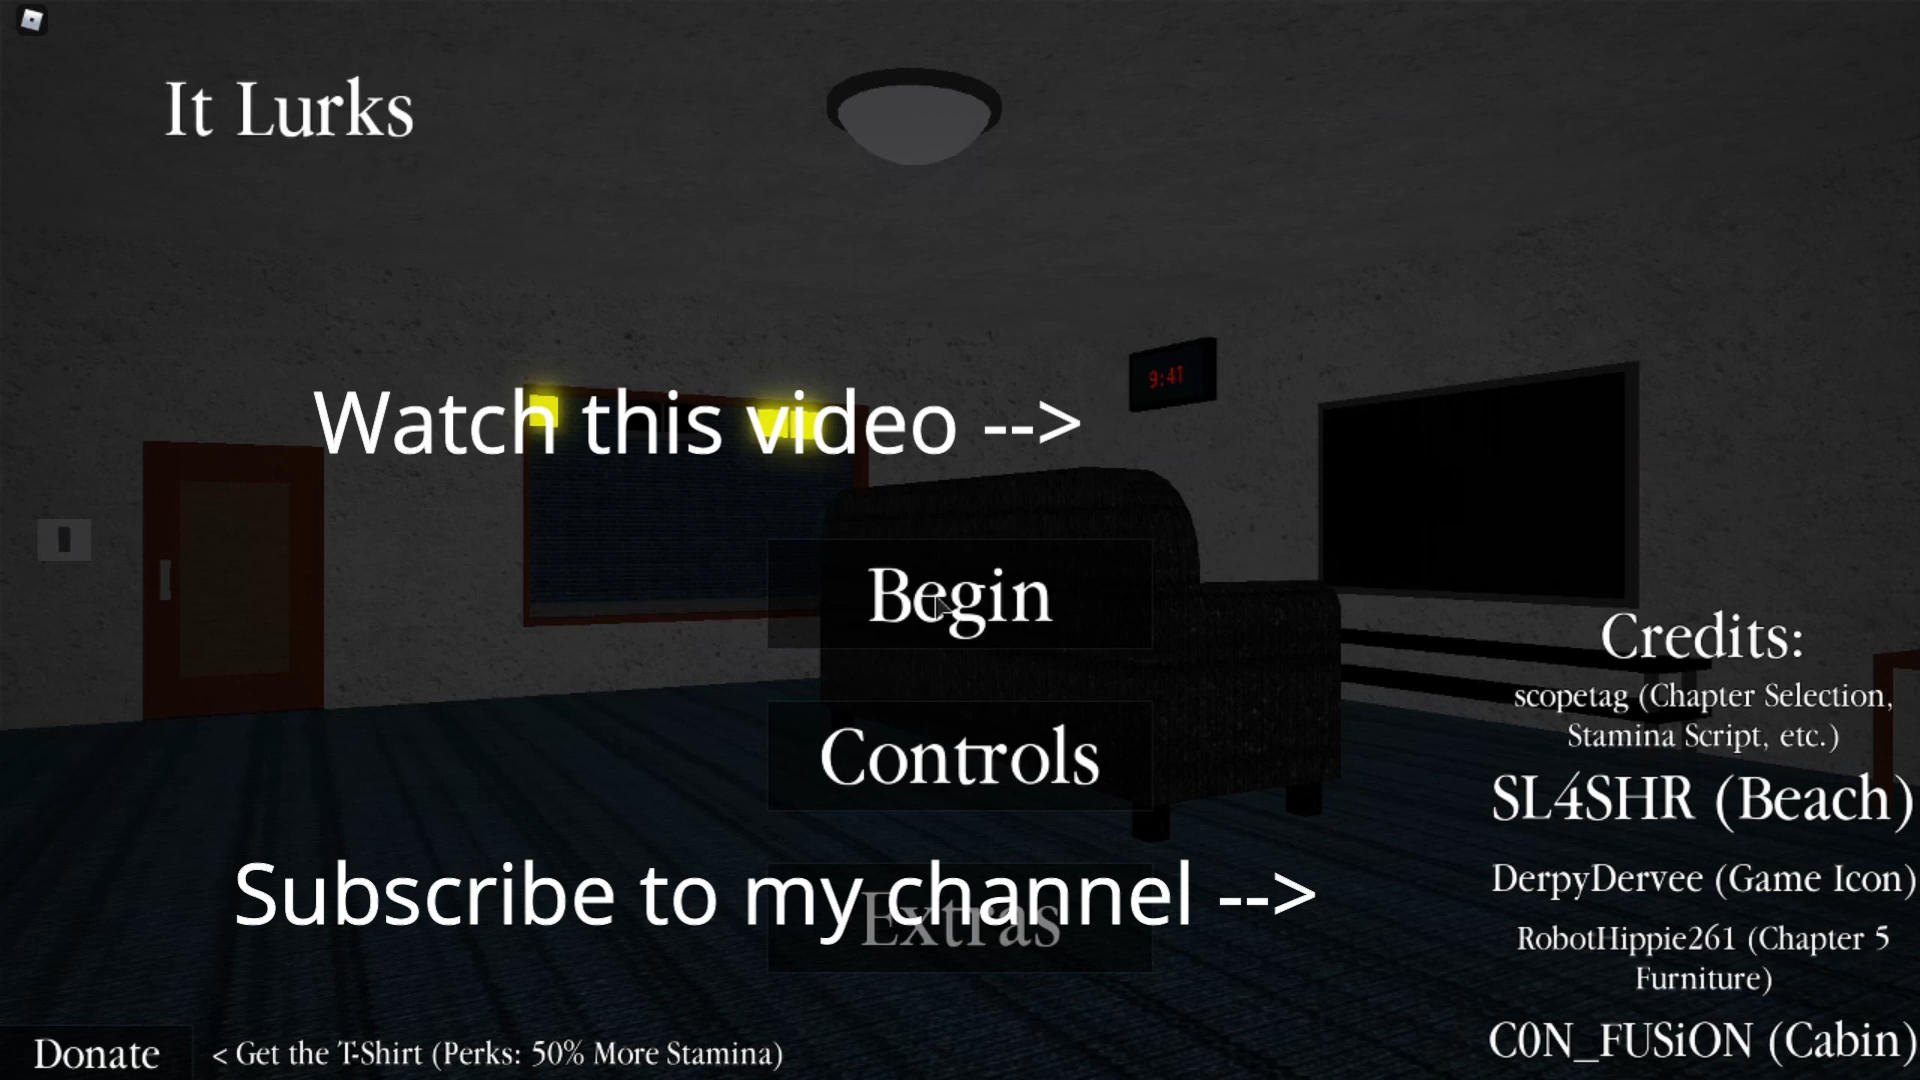 It Lurks
9:41
Watch this video -->
Begin
Controls
Subscribe to my channel -->
Extras
Credits:
scopetag (Chapter Selection,
Stamina Script, etc.)
SL4SHR (Beach)
DerpyDervee (Game Icon)
RobotHippie261 (Chapter 5
Furniture)
C0N_FUSiON (Cabin)
Donate
< Get the T-Shirt (Perks: 50% More Stamina)